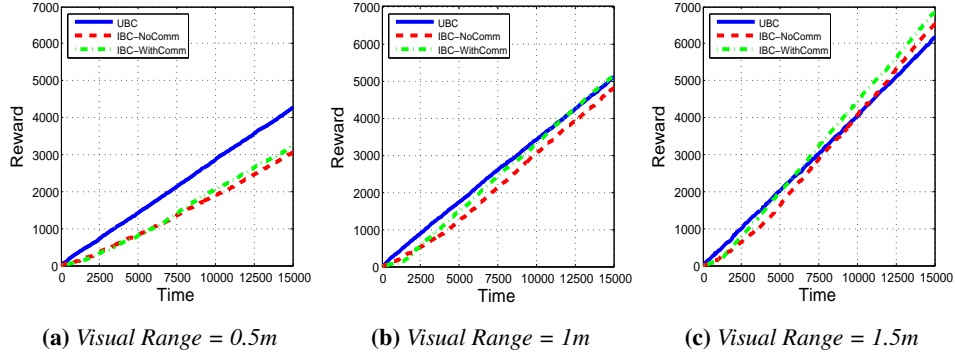 7000
6000
5000
4000
3000
2000
1000
0
Reward
UBC
IBC-NoComm
IBC-WithComm
0 2500 5000 7500 10000 12500 15000
Time
(a) Visual Range = 0.5m
7000
6000
5000
4000
3000
2000
1000
0
Reward
UBC
IBC-NoComm
IBC-WithComm
0 2500 5000 7500 10000 12500 15000
Time
(b) Visual Range = 1m
7000
6000
5000
4000
3000
2000
1000
0
Reward
UBC
IBC-NoComm
IBC-WithComm
0 2500 5000 7500 10000 12500 15000
Time
(c) Visual Range = 1.5m